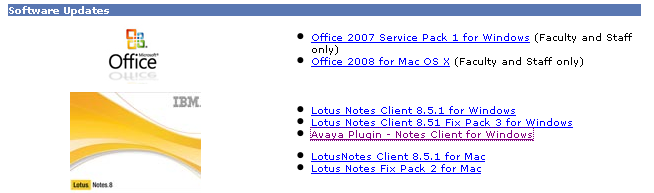 Software Updates
Microsoft
Office
Office 2007 Service Pack 1 for Windows (Faculty and Staff
only)
Office 2008 for Mac OS X (Faculty and Staff only)
IBM.
Lotus. Notes.8
Lotus Notes Client 8.5.1 for Windows
Lotus Notes Client 8.51 Fix Pack 3 for Windows
Avaya Plugin - Notes Client for Windows
LotusNotes Client 8.5.1 for Mac
Lotus Notes Fix Pack 2 for Mac